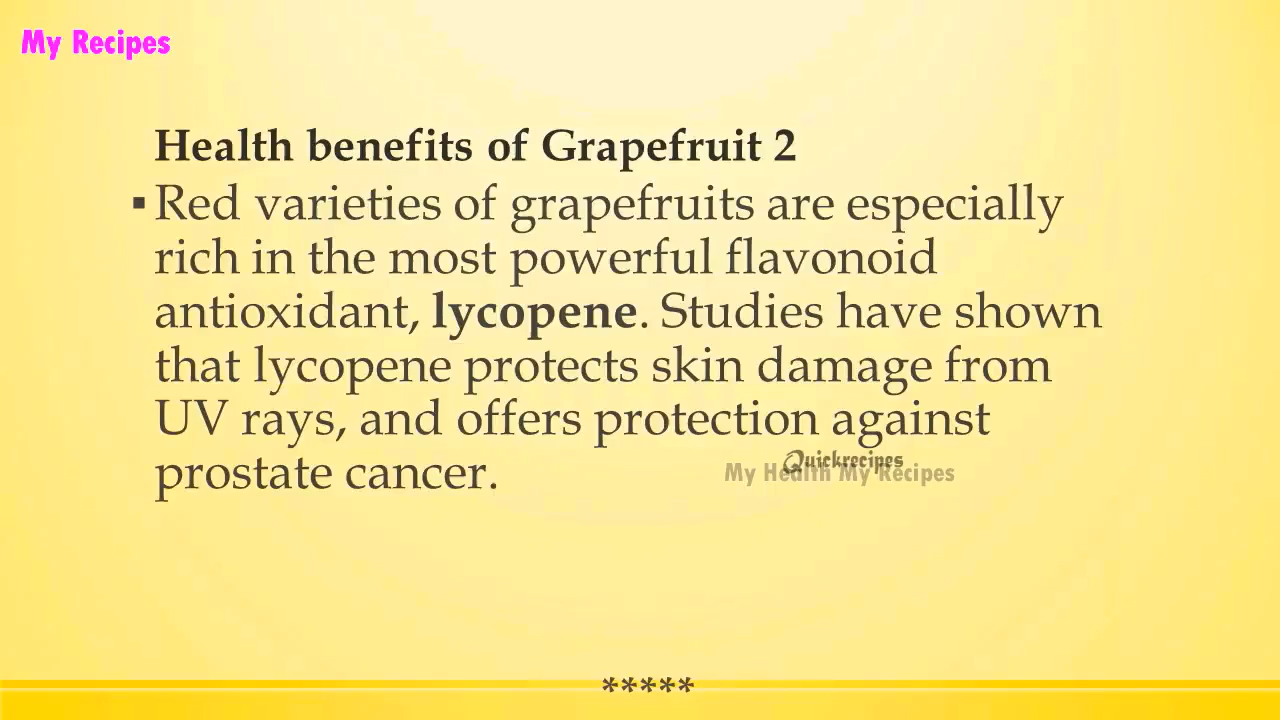 My Recipes
Health benefits of Grapefruit 2
▪Red varieties of grapefruits are especially
rich in the most powerful flavonoid
antioxidant, lycopene. Studies have shown
that lycopene protects skin damage from
UV rays, and offers protection against
prostate cancer.
Quickrecipes
My Health My Recipes
*****